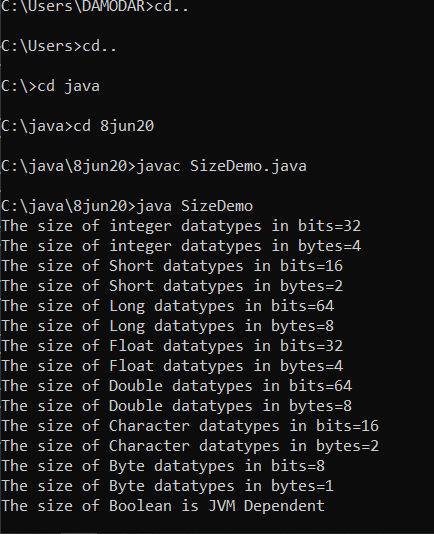 C:\Users\DAMODAR>cd..
C:\Users>cd..
C:\>cd java
C:\java>cd 8jun20
C:\java\8jun20>javac SizeDemo.java
C:\java\8jun20>java SizeDemo
The size of integer datatypes in bits=32
The size of integer datatypes in bytes=4
The size of Short datatypes in bits=16
The size of Short datatypes in bytes=2
The size of Long datatypes in bits=64
The size of Long datatypes in bytes=8
The size of Float datatypes in bits=32
The size of Float datatypes in bytes=4
The size of Double datatypes in bits=64
The size of Double datatypes in bytes=8
The size of Character datatypes in bits=16
The size of Character datatypes in bytes=2
The size of Byte datatypes in bits=8
The size of Byte datatypes in bytes=1
The size of Boolean is JVM Dependent